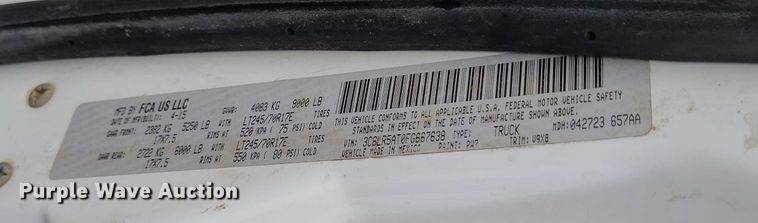 MFD BY FCA US LLC GVWR: 4083 KG 9000 LB
DATE OF MFG(BUILT): 4-15
GAWR FRONT: 2382 KG 5250 LB WITH LT245/70R17E TIRES
17X7.5 RIMS AT 520 KPA ( 75 PSI) COLD
GAWR REAR: 2722 KG 6000 LB WITH LT245/70R17E TIRES
17X7.5 RIMS AT 550 KPA ( 80 PSI) COLD
THIS VEHICLE CONFORMS TO ALL APPLICABLE U.S.A. FEDERAL MOTOR VEHICLE SAFETY
STANDARDS IN EFFECT ON THE DATE OF MANUFACTURE SHOWN ABOVE.
VIN: TYPE: TRUCK MDH: 042723 657AA
VEHICLE MADE IN MEXICO PAINT: PW7 TRIM: V9X8
Purple Wave Auction